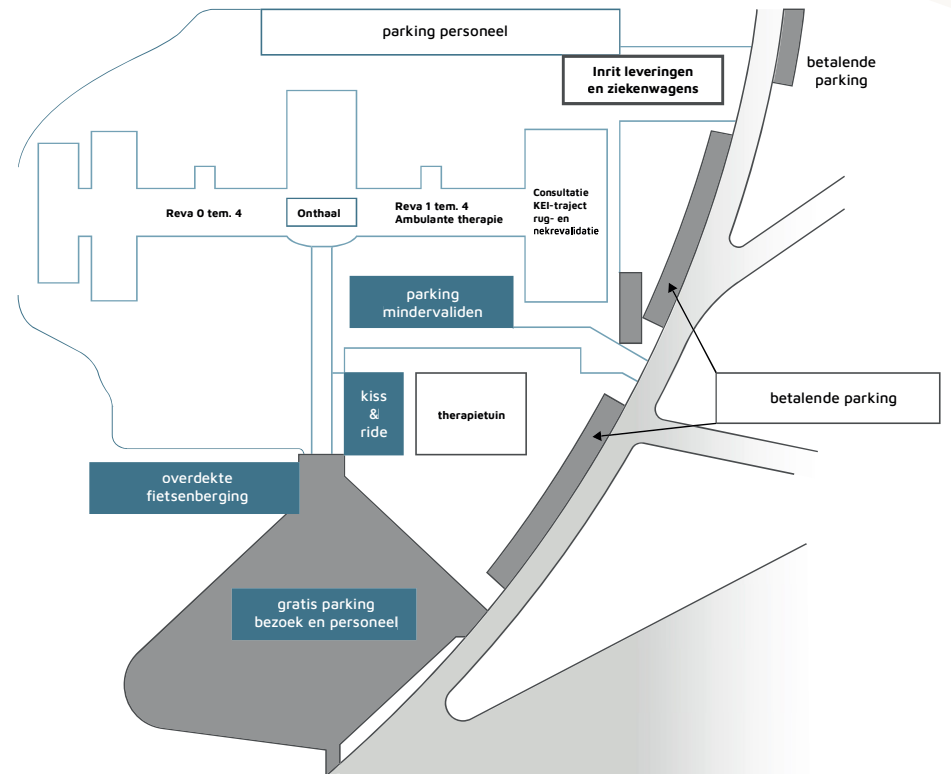 parking personeel
Inrit leveringen
en ziekenwagens
betalende
parking
Reva 0 tem. 4
Onthaal
Reva 1 tem. 4
Ambulante therapie
Consultatie
KEI-traject
rug- en
nekrevalidatie
parking
mindervaliden
kiss
&
ride
therapietuin
betalende parking
overdekte
fietsenberging
gratis parking
bezoek en personeel